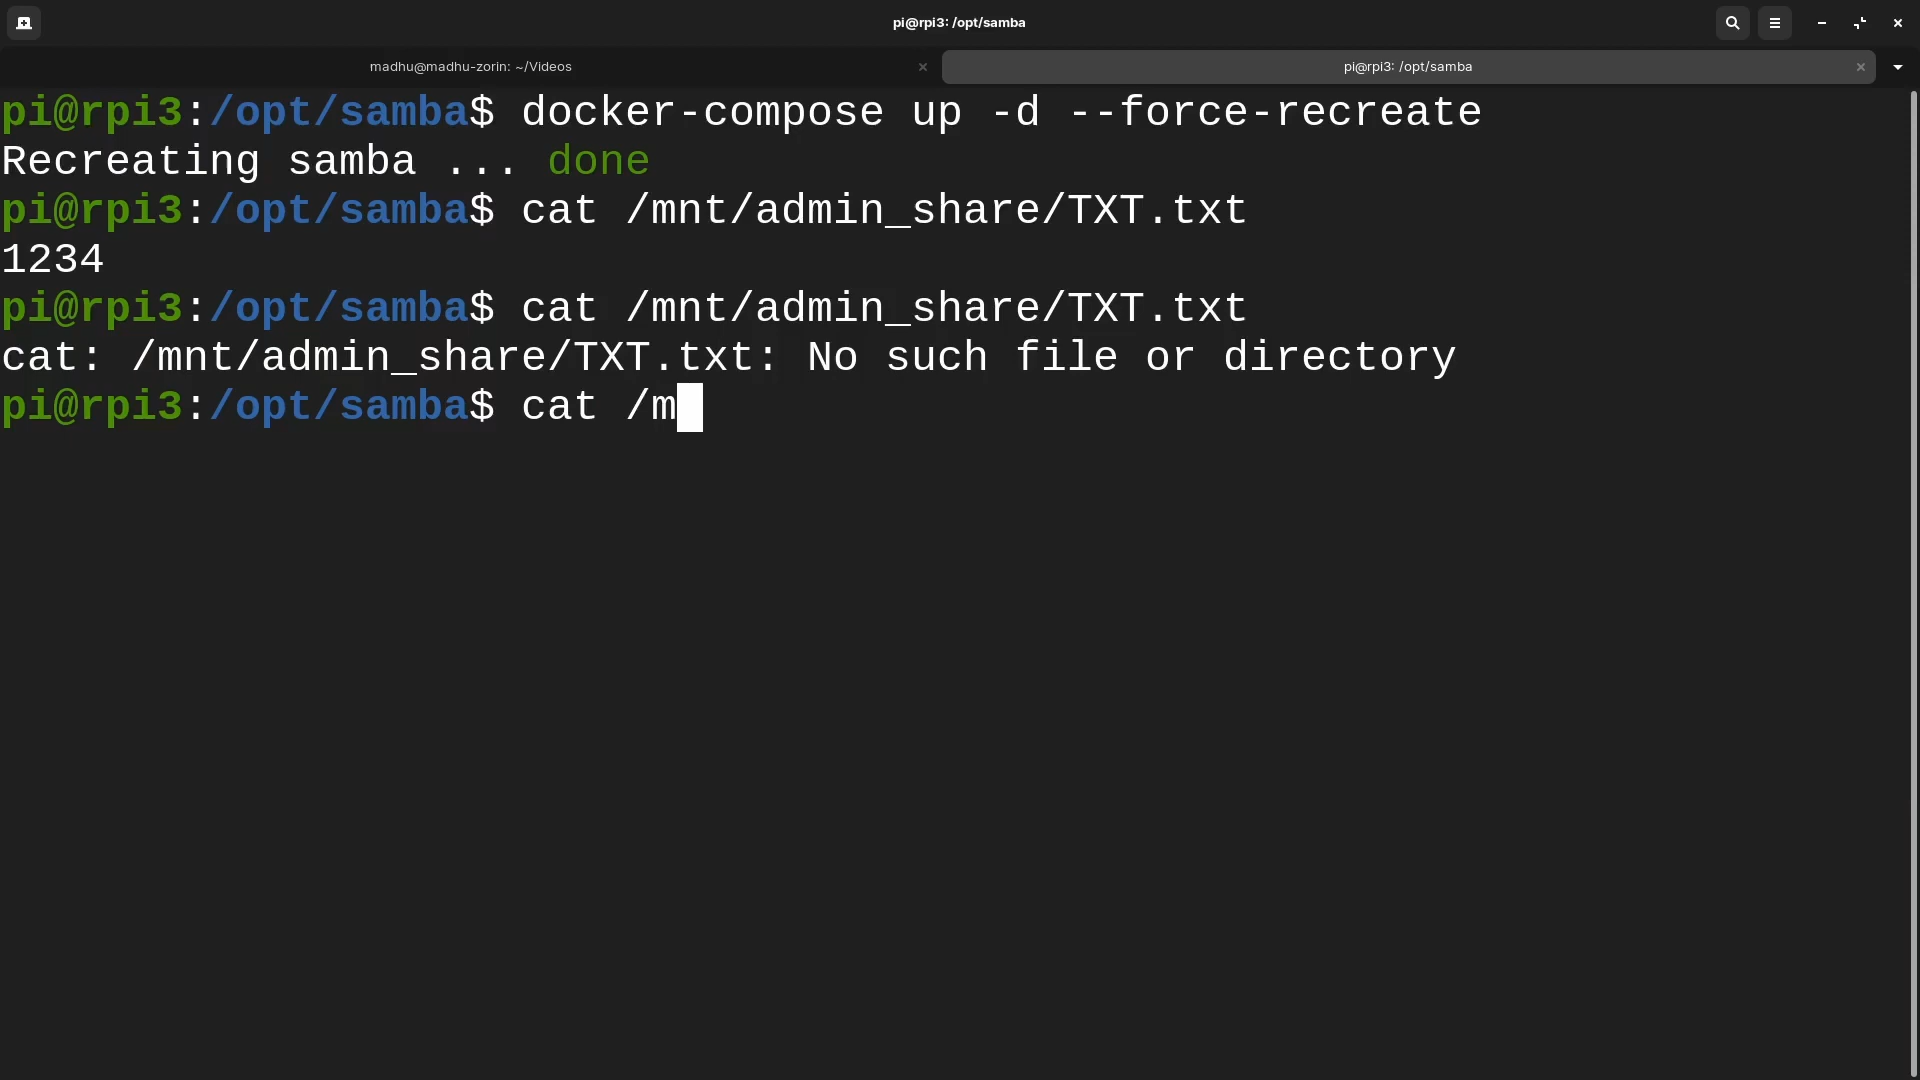 pi@rpi3: /opt/samba
madhu@madhu-zorin: ~/Videos
pi@rpi3: /opt/samba
pi@rpi3:/opt/samba$ docker-compose up -d --force-recreate
Recreating samba ... done
pi@rpi3:/opt/samba$ cat /mnt/admin_share/TXT.txt
1234
pi@rpi3:/opt/samba$ cat /mnt/admin_share/TXT.txt
cat: /mnt/admin_share/TXT.txt: No such file or directory
pi@rpi3:/opt/samba$ cat /m